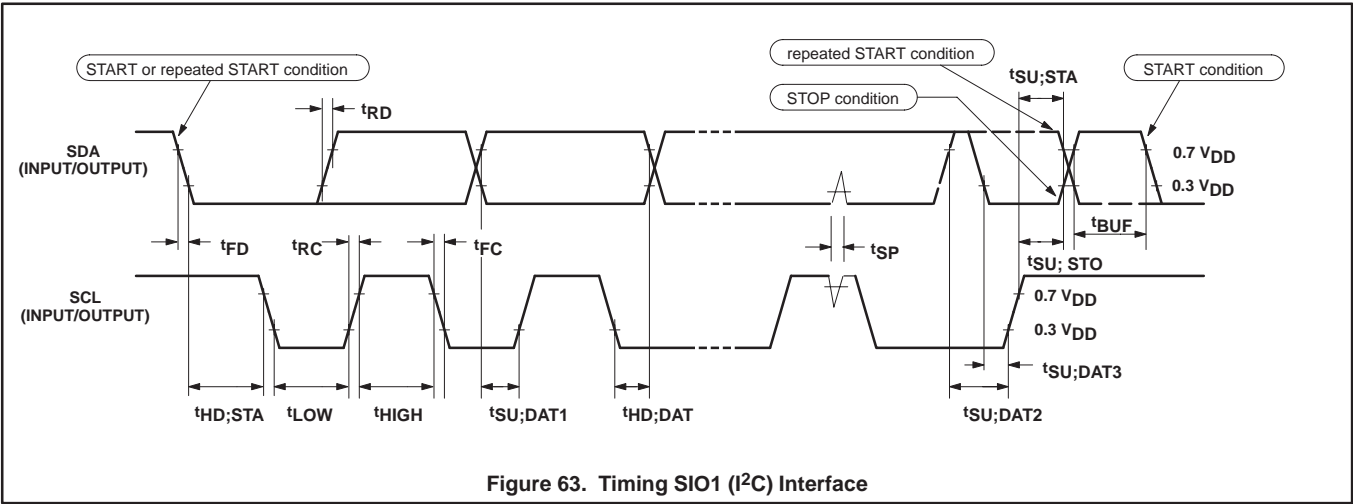 START or repeated START condition
repeated START condition
tSU;STA
START condition
STOP condition
tRD
SDA
(INPUT/OUTPUT)
0.7 VDD
0.3 VDD
tFD
tRC
tFC
tSP
tBUF
tSU; STO
SCL
(INPUT/OUTPUT)
0.7 VDD
0.3 VDD
tSU;DAT3
tHD;STA
tLOW
tHIGH
tSU;DAT1
tHD;DAT
tSU;DAT2
Figure 63. Timing SIO1 (I2C) Interface